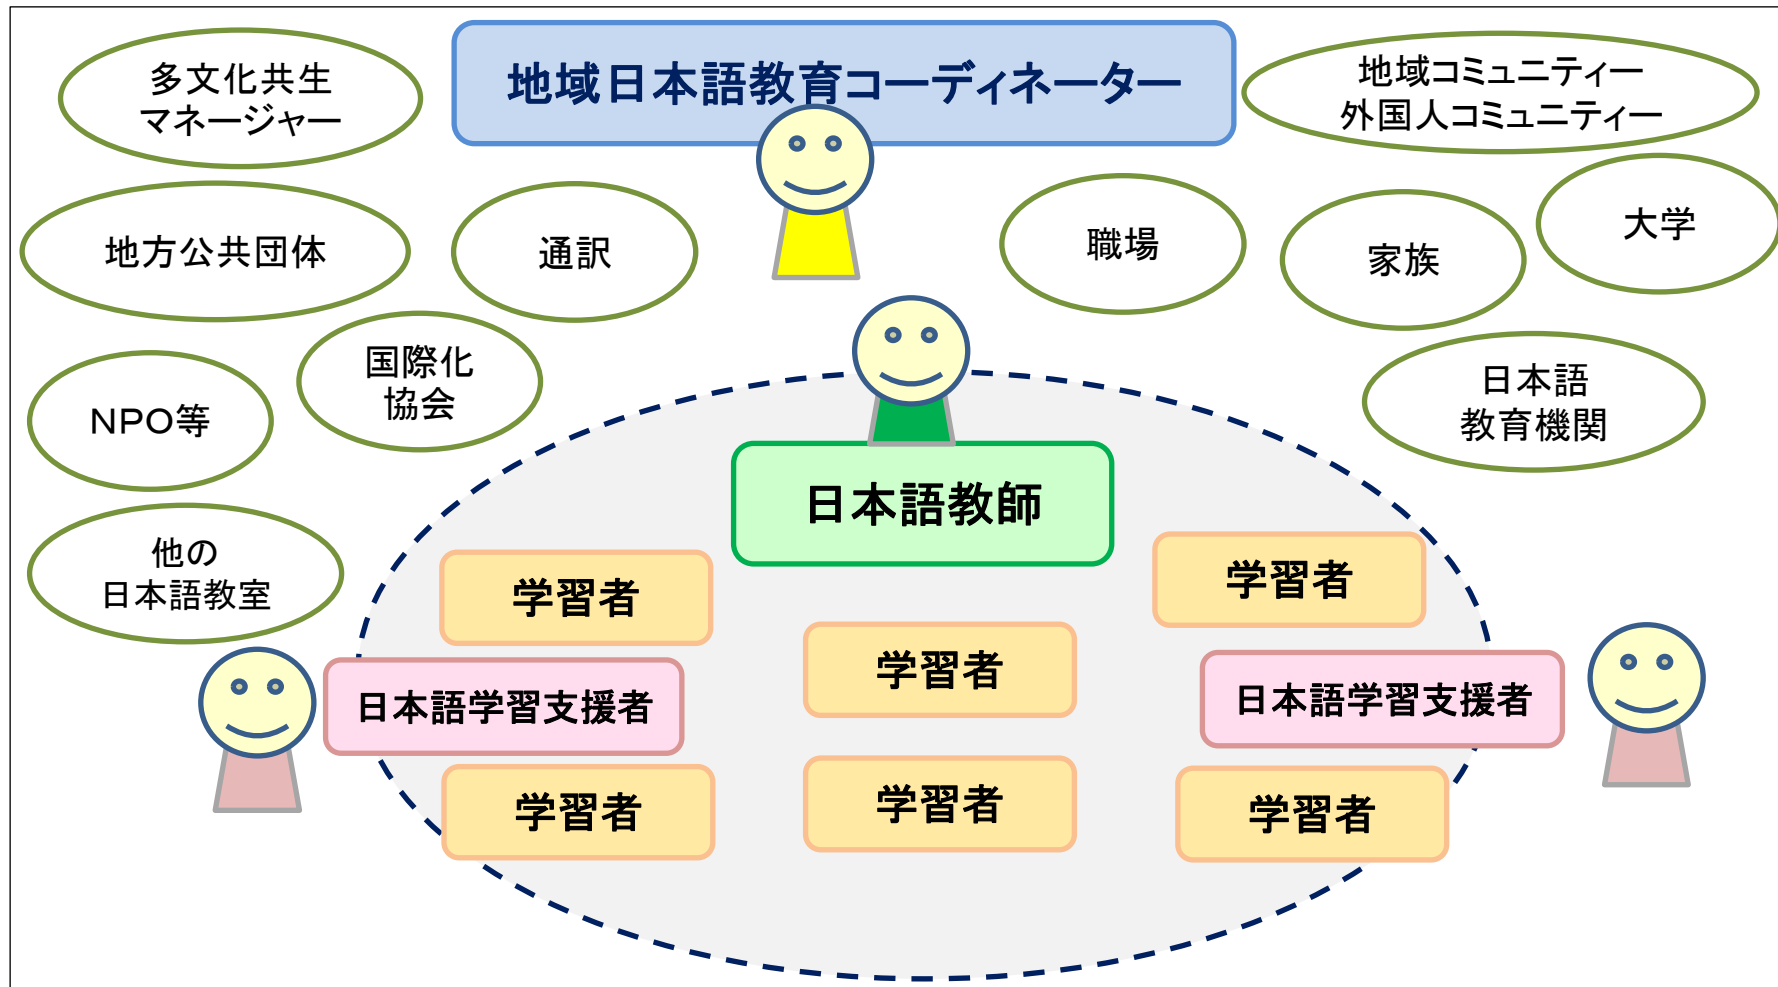 地域日本語教育コーディネーター
多文化共生
マネージャー
地域コミュニティー
外国人コミュニティー
地方公共団体
通訳
職場
家族
大学
国際化
協会
NPO等
日本語
教育機関
日本語教師
他の
日本語教室
学習者
学習者
学習者
日本語学習支援者
日本語学習支援者
学習者
学習者
学習者